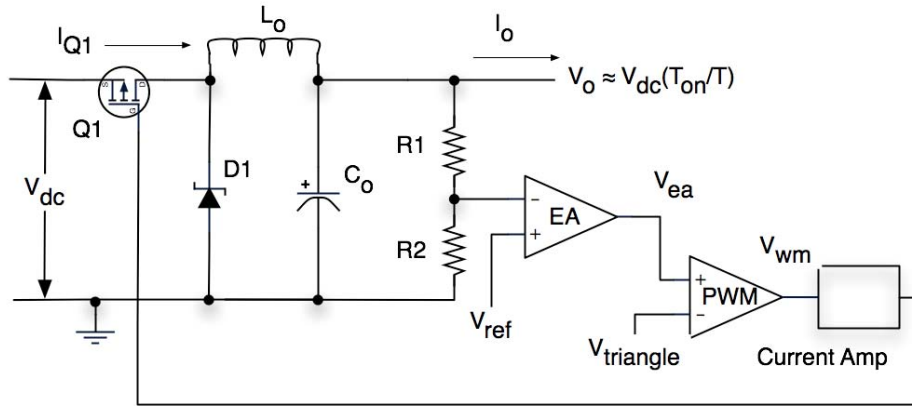 I_Q1
L_o
I_o
V_o ≈ V_dc(T_on/T)
S
D
G
Q1
R1
D1
C_o
+
V_dc
V_ea
−
EA
+
R2
V_wm
+
PWM
−
V_ref
V_triangle
Current Amp